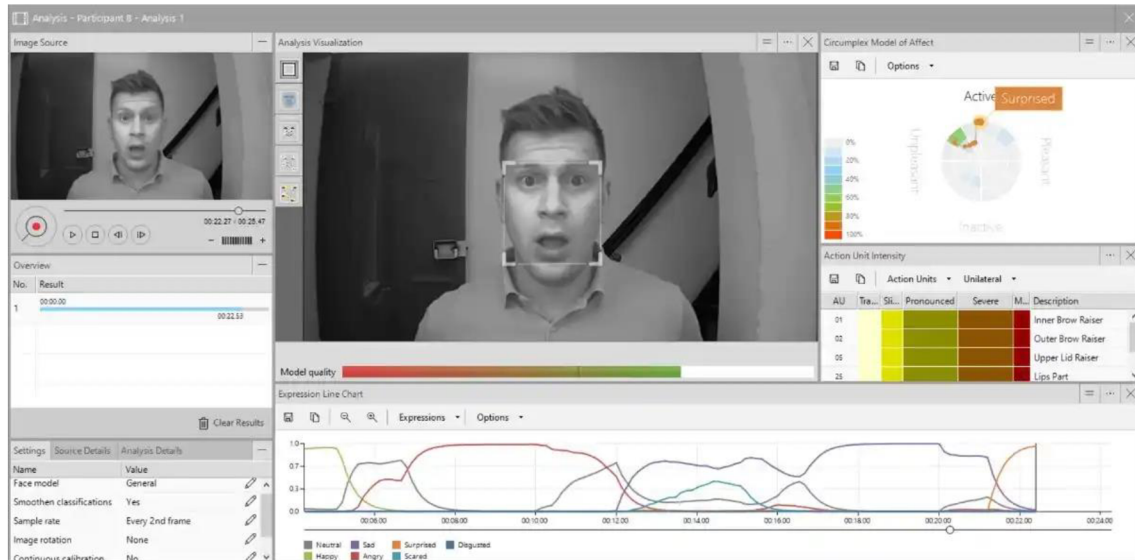 Analysis - Participant 8 - Analysis 1
Image Source
00:22.27 / 00:25.47
Overview
No. Result
1
00:00.00
00:22.53
Clear Results
Settings Source Details Analysis Details
Name Value
Face model General
Smoothen classifications Yes
Sample rate Every 2nd frame
Image rotation None
Continuous calibration No
Analysis Visualization
Model quality
Expression Line Chart
Expressions Options
1.0
0.7
0.3
0.0
00:06.00 00:08.00 00:10.00 00:12.00 00:14.00 00:16.00 00:18.00 00:20.00 00:22.00 00:24.00
Neutral Sad Surprised Disgusted
Happy Angry Scared
Circumplex Model of Affect
Options
Active Surprised
Unpleasant
Pleasant
Inactive
0%
20%
40%
60%
80%
100%
Action Unit Intensity
Action Units Unilateral
AU Tra... Sli... Pronounced Severe M... Description
01 Inner Brow Raiser
02 Outer Brow Raiser
05 Upper Lid Raiser
25 Lips Part